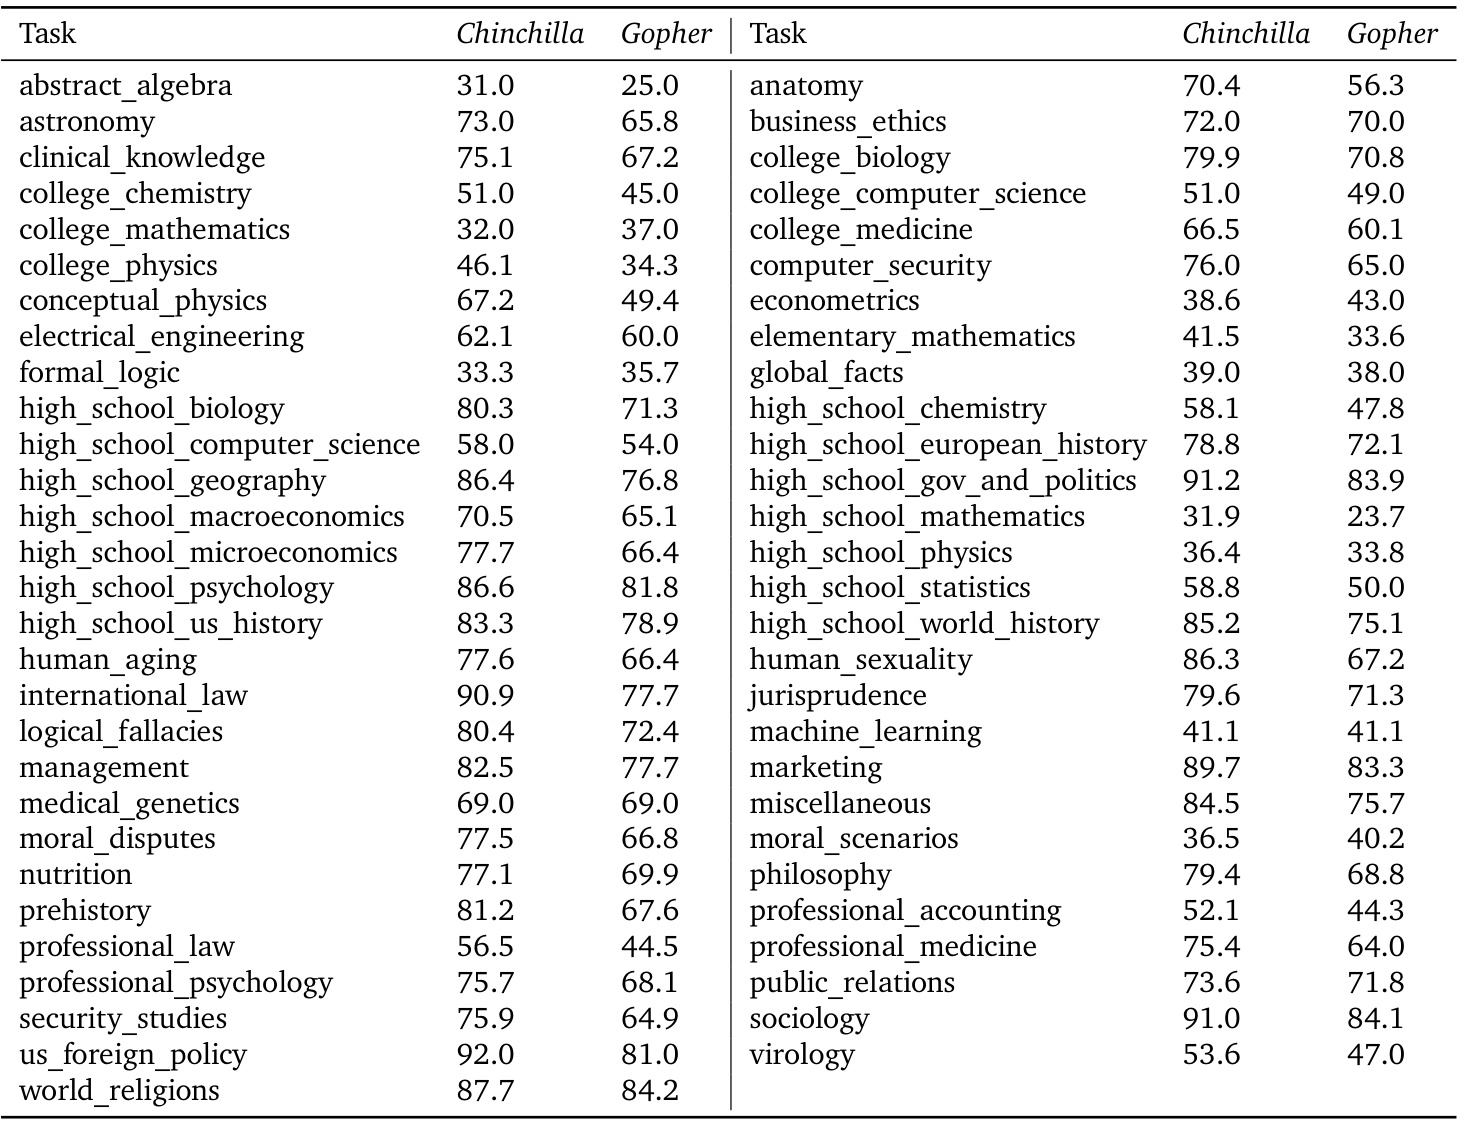 Task Chinchilla Gopher Task Chinchilla Gopher
abstract_algebra 31.0 25.0 anatomy 70.4 56.3
astronomy 73.0 65.8 business_ethics 72.0 70.0
clinical_knowledge 75.1 67.2 college_biology 79.9 70.8
college_chemistry 51.0 45.0 college_computer_science 51.0 49.0
college_mathematics 32.0 37.0 college_medicine 66.5 60.1
college_physics 46.1 34.3 computer_security 76.0 65.0
conceptual_physics 67.2 49.4 econometrics 38.6 43.0
electrical_engineering 62.1 60.0 elementary_mathematics 41.5 33.6
formal_logic 33.3 35.7 global_facts 39.0 38.0
high_school_biology 80.3 71.3 high_school_chemistry 58.1 47.8
high_school_computer_science 58.0 54.0 high_school_european_history 78.8 72.1
high_school_geography 86.4 76.8 high_school_gov_and_politics 91.2 83.9
high_school_macroeconomics 70.5 65.1 high_school_mathematics 31.9 23.7
high_school_microeconomics 77.7 66.4 high_school_physics 36.4 33.8
high_school_psychology 86.6 81.8 high_school_statistics 58.8 50.0
high_school_us_history 83.3 78.9 high_school_world_history 85.2 75.1
human_aging 77.6 66.4 human_sexuality 86.3 67.2
international_law 90.9 77.7 jurisprudence 79.6 71.3
logical_fallacies 80.4 72.4 machine_learning 41.1 41.1
management 82.5 77.7 marketing 89.7 83.3
medical_genetics 69.0 69.0 miscellaneous 84.5 75.7
moral_disputes 77.5 66.8 moral_scenarios 36.5 40.2
nutrition 77.1 69.9 philosophy 79.4 68.8
prehistory 81.2 67.6 professional_accounting 52.1 44.3
professional_law 56.5 44.5 professional_medicine 75.4 64.0
professional_psychology 75.7 68.1 public_relations 73.6 71.8
security_studies 75.9 64.9 sociology 91.0 84.1
us_foreign_policy 92.0 81.0 virology 53.6 47.0
world_religions 87.7 84.2